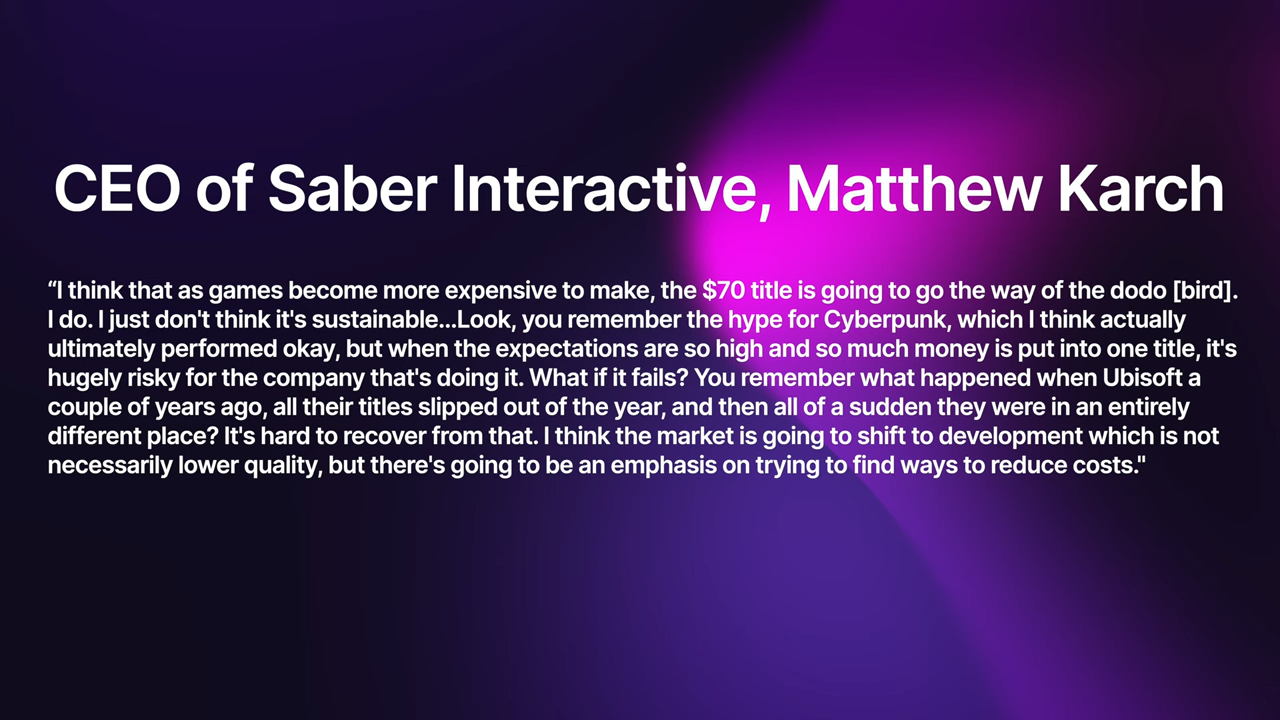 CEO of Saber Interactive, Matthew Karch
“I think that as games become more expensive to make, the $70 title is going to go the way of the dodo [bird].
I do. I just don't think it's sustainable...Look, you remember the hype for Cyberpunk, which I think actually
ultimately performed okay, but when the expectations are so high and so much money is put into one title, it's
hugely risky for the company that's doing it. What if it fails? You remember what happened when Ubisoft a
couple of years ago, all their titles slipped out of the year, and then all of a sudden they were in an entirely
different place? It's hard to recover from that. I think the market is going to shift to development which is not
necessarily lower quality, but there's going to be an emphasis on trying to find ways to reduce costs."